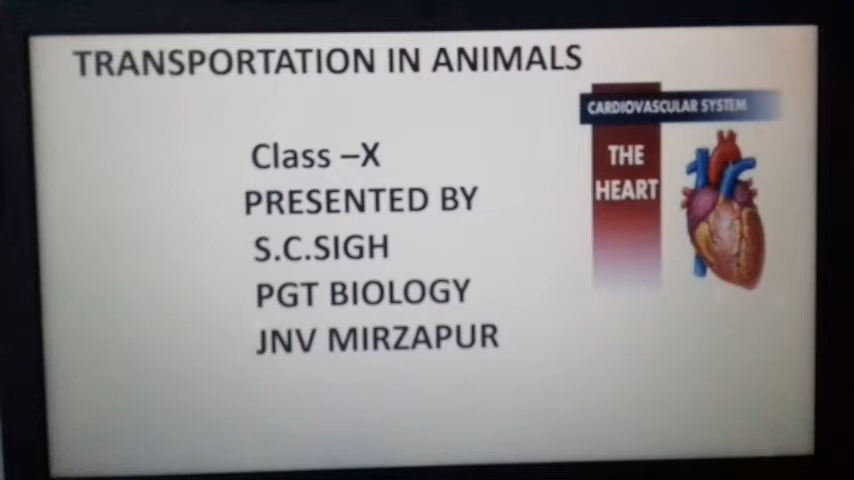 TRANSPORTATION IN ANIMALS
CARDIOVASCULAR SYSTEM
THE
HEART
Class –X
PRESENTED BY
S.C.SIGH
PGT BIOLOGY
JNV MIRZAPUR